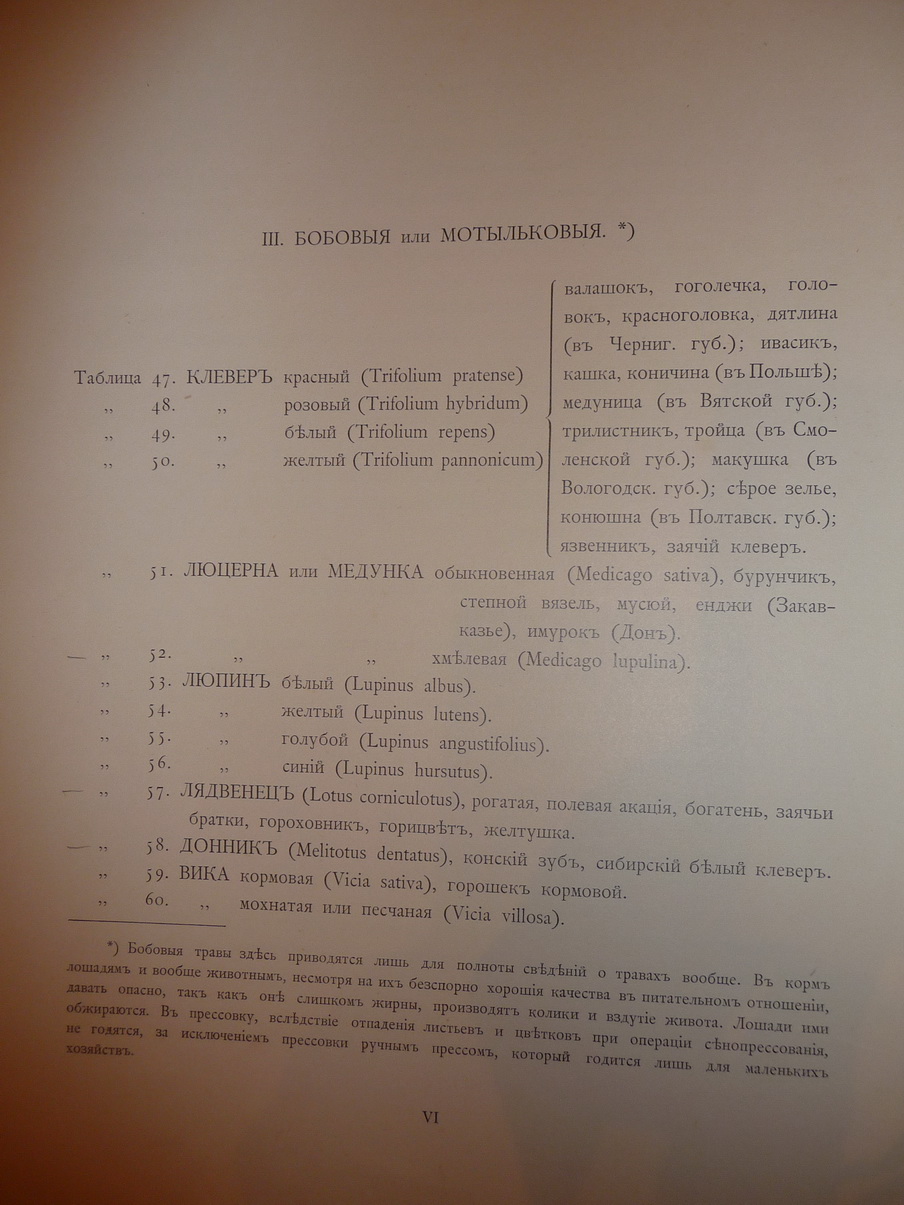 III. БОБОВЫЯ или МОТЫЛЬКОВЫЯ. *)
Таблица 47. КЛЕВЕРЪ красный (Trifolium pratense)
„ 48. „ розовый (Trifolium hybridum)
„ 49. „ бѣлый (Trifolium repens)
„ 50. „ желтый (Trifolium pannonicum)
валашокъ, гоголечка, голо-
вокъ, красноголовка, дятлина
(въ Черниг. губ.); ивасикъ,
кашка, коничина (въ Польшѣ);
медуница (въ Вятской губ.);
трилистникъ, тройца (въ Смо-
ленской губ.); макушка (въ
Вологодск. губ.); сѣрое зелье,
конюшна (въ Полтавск. губ.);
язвенникъ, заячій клеверъ.
„ 51. ЛЮЦЕРНА или МЕДУНКА обыкновенная (Medicago sativa), бурунчикъ,
степной вязель, мусюй, енджи (Закав-
казье), имурокъ (Донъ).
„ 52. „ „ хмѣлевая (Medicago lupulina).
„ 53. ЛЮПИНЪ бѣлый (Lupinus albus).
„ 54. „ желтый (Lupinus lutens).
„ 55. „ голубой (Lupinus angustifolius).
„ 56. „ синій (Lupinus hursutus).
„ 57. ЛЯДВЕНЕЦЪ (Lotus corniculotus), рогатая, полевая акація, богатень, заячьи
братки, гороховникъ, горицвѣтъ, желтушка.
„ 58. ДОННИКЪ (Melitotus dentatus), конскій зубъ, сибирскій бѣлый клеверъ.
„ 59. ВИКА кормовая (Vicia sativa), горошекъ кормовой.
„ 60. „ мохнатая или песчаная (Vicia villosa).
*) Бобовыя травы здѣсь приводятся лишь для полноты свѣдѣній о травахъ вообще. Въ кормъ
лошадямъ и вообще животнымъ, несмотря на ихъ безспорно хорошія качества въ питательномъ отношеніи,
давать опасно, такъ какъ онѣ слишкомъ жирны, производятъ колики и вздутіе живота. Лошади ими
обжираются. Въ прессовку, вслѣдствіе отпаденія листьевъ и цвѣтковъ при операціи сѣнопрессованія,
не годятся, за исключеніемъ прессовки ручнымъ прессомъ, который годится лишь для маленькихъ
хозяйствъ.
VI